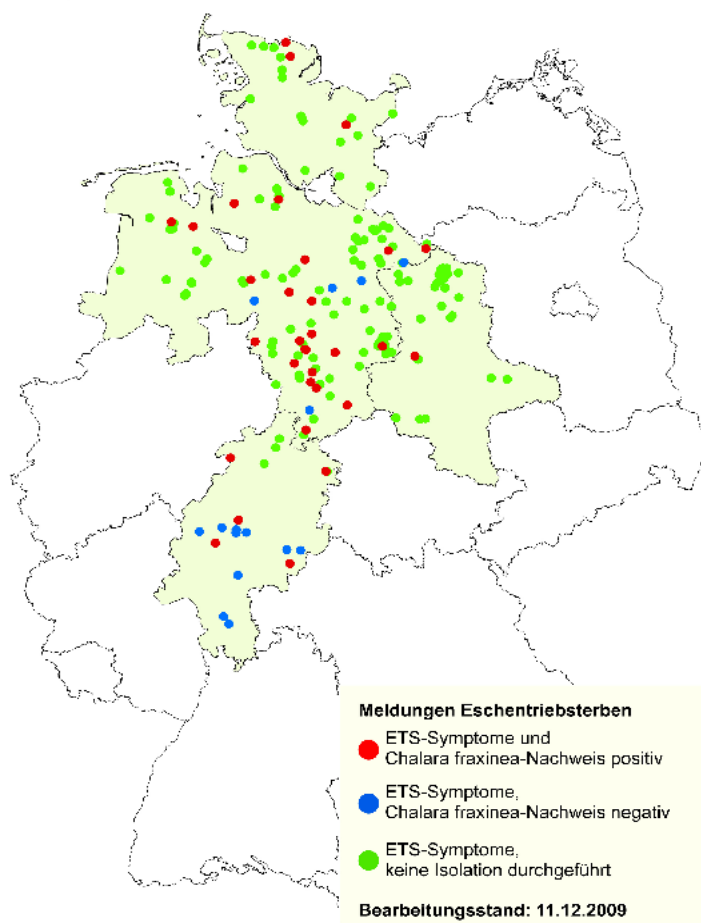 Meldungen Eschentriebsterben
ETS-Symptome und
Chalara fraxinea-Nachweis positiv
ETS-Symptome,
Chalara fraxinea-Nachweis negativ
ETS-Symptome,
keine Isolation durchgeführt
Bearbeitungsstand: 11.12.2009